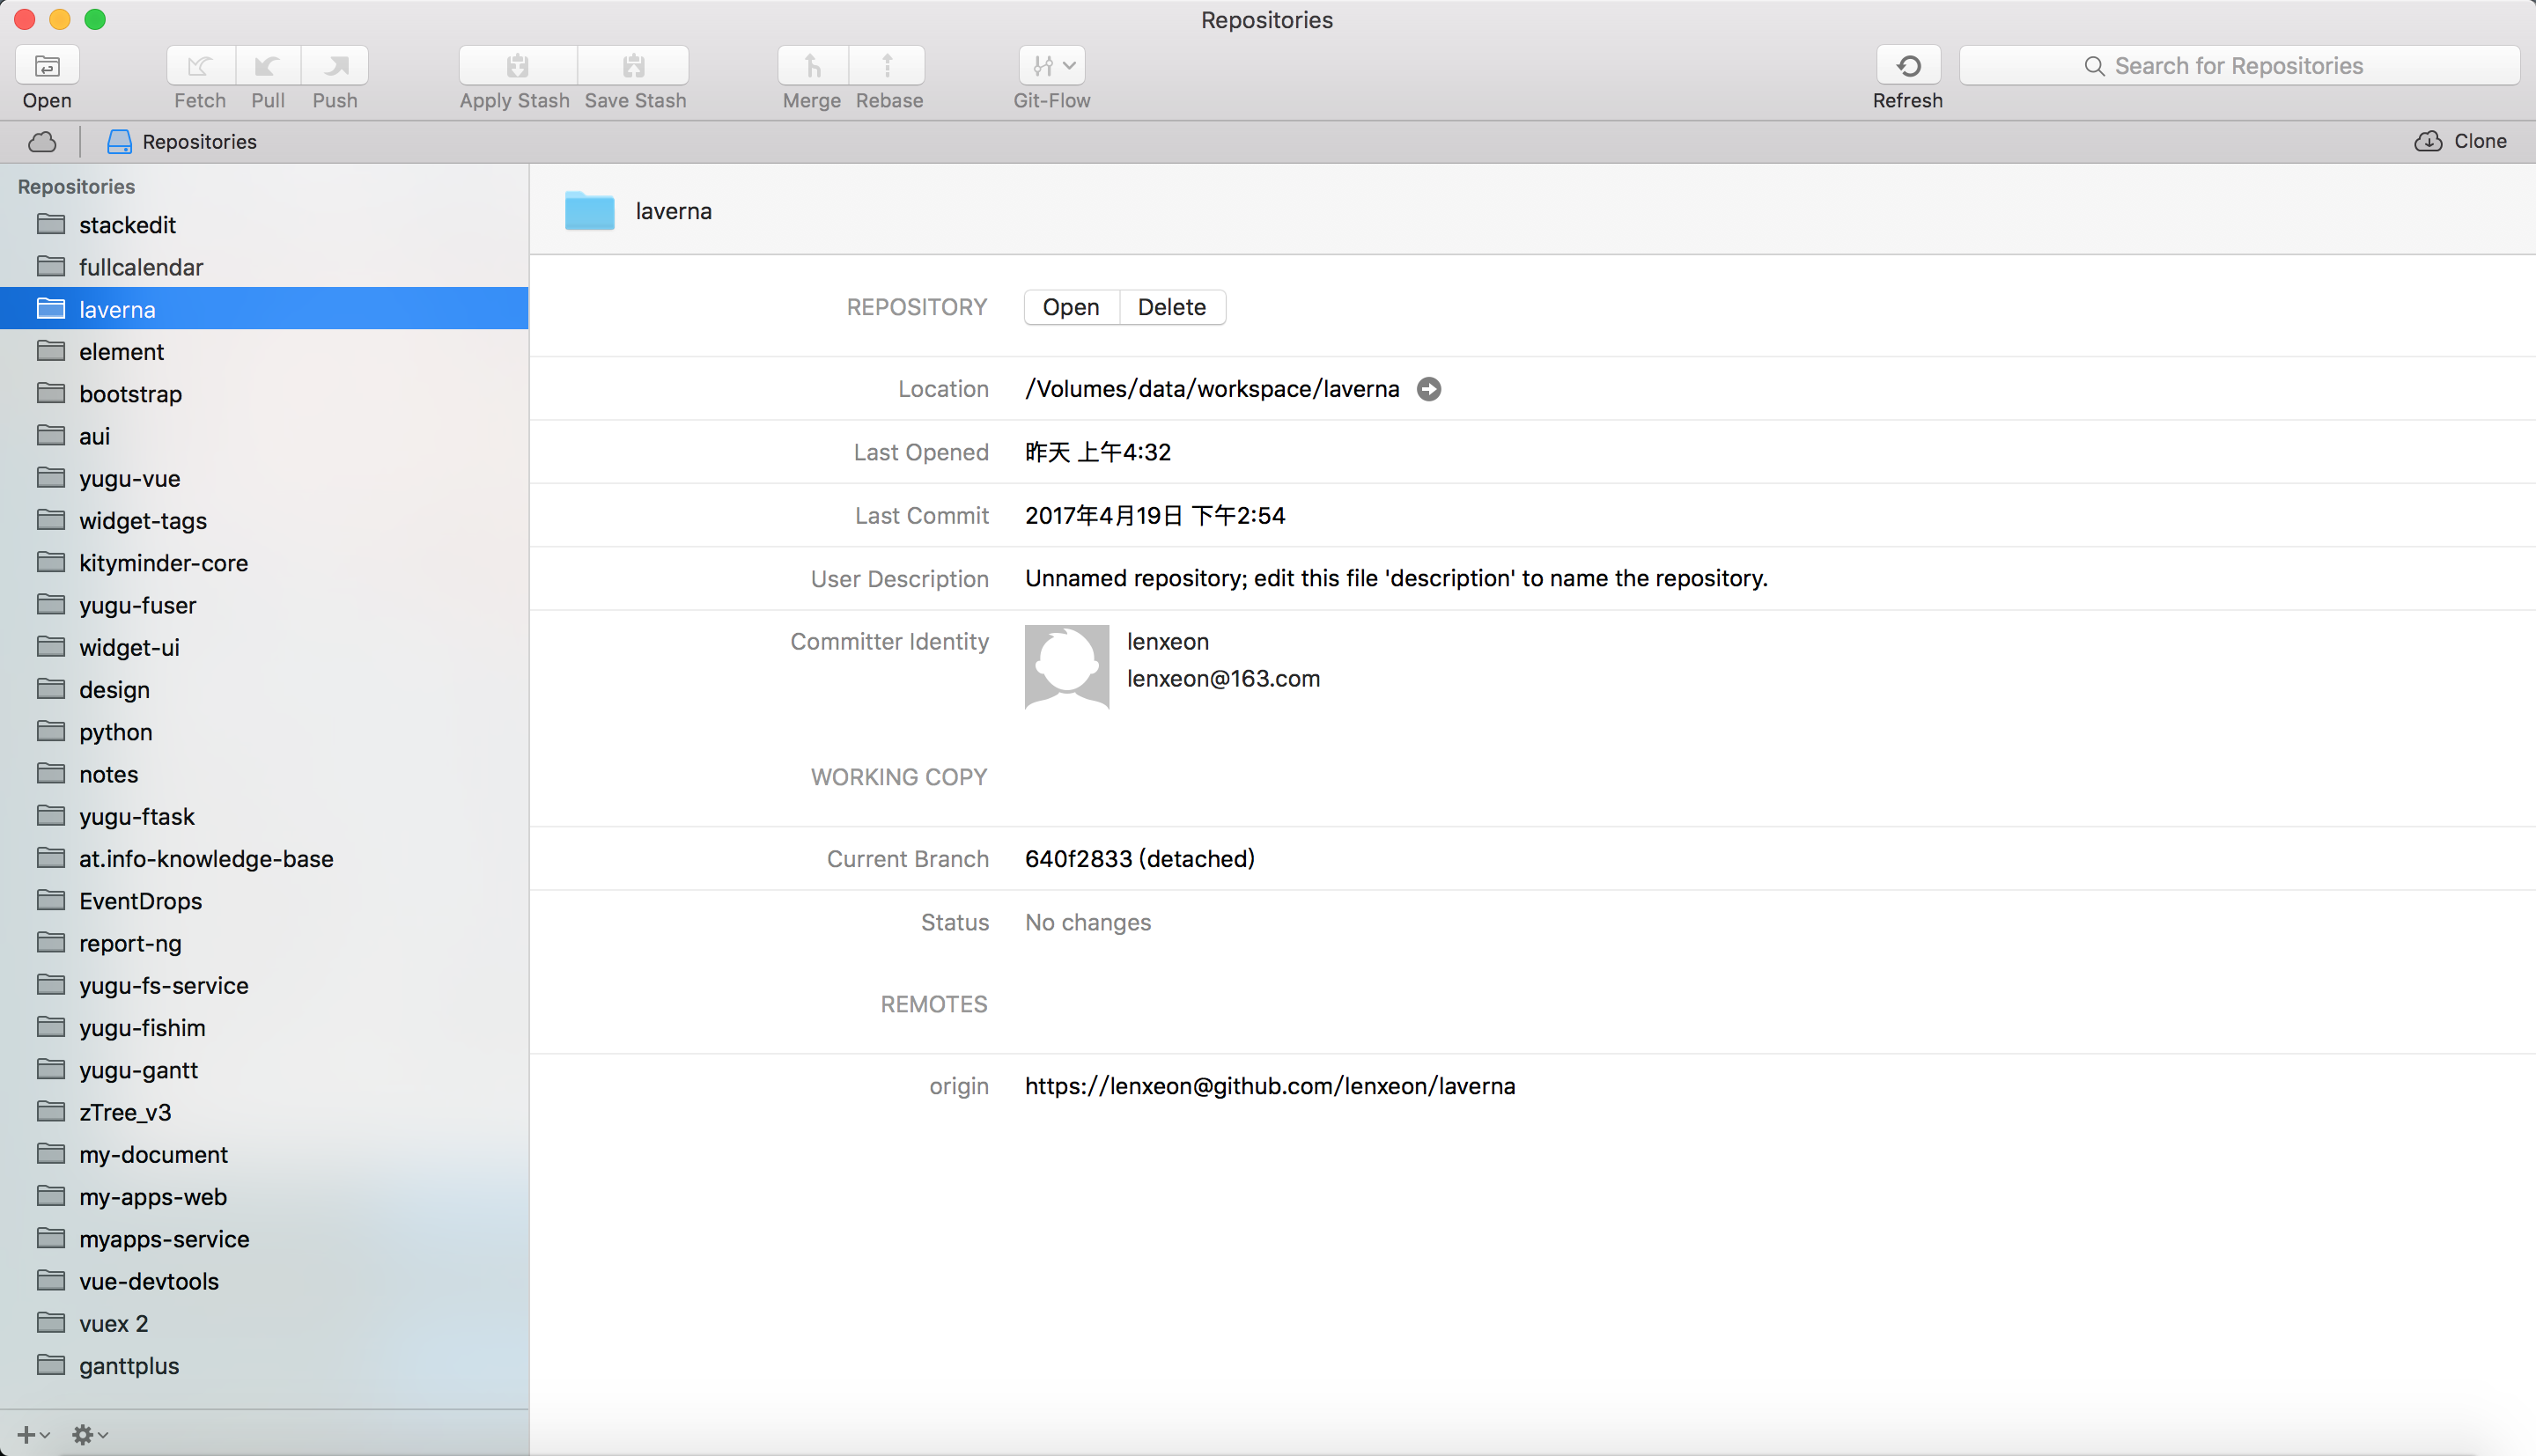 Repositories
Open
Fetch Pull Push
Apply Stash Save Stash
Merge Rebase
Git-Flow
Refresh
Search for Repositories
Repositories
Clone
Repositories
stackedit
fullcalendar
laverna
element
bootstrap
aui
yugu-vue
widget-tags
kityminder-core
yugu-fuser
widget-ui
design
python
notes
yugu-ftask
at.info-knowledge-base
EventDrops
report-ng
yugu-fs-service
yugu-fishim
yugu-gantt
zTree_v3
my-document
my-apps-web
myapps-service
vue-devtools
vuex 2
ganttplus
laverna
REPOSITORY Open Delete
Location /Volumes/data/workspace/laverna
Last Opened 昨天 上午4:32
Last Commit 2017年4月19日 下午2:54
User Description Unnamed repository; edit this file 'description' to name the repository.
Committer Identity lenxeon
lenxeon@163.com
WORKING COPY
Current Branch 640f2833 (detached)
Status No changes
REMOTES
origin https://lenxeon@github.com/lenxeon/laverna